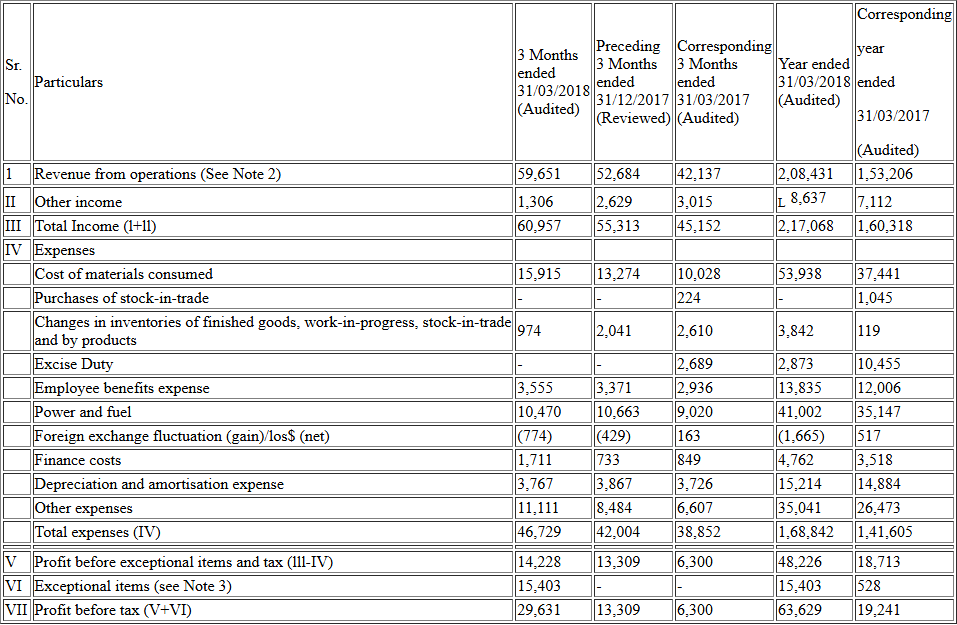 Sr. No. Particulars 3 Months ended 31/03/2018 (Audited) Preceding 3 Months ended 31/12/2017 (Reviewed) Corresponding 3 Months ended 31/03/2017 (Audited) Year ended 31/03/2018 (Audited) Corresponding year ended 31/03/2017 (Audited)
1 Revenue from operations (See Note 2) 59,651 52,684 42,137 2,08,431 1,53,206
II Other income 1,306 2,629 3,015 L 8,637 7,112
III Total Income (l+ll) 60,957 55,313 45,152 2,17,068 1,60,318
IV Expenses
Cost of materials consumed 15,915 13,274 10,028 53,938 37,441
Purchases of stock-in-trade - - 224 - 1,045
Changes in inventories of finished goods, work-in-progress, stock-in-trade
and by products 974 2,041 2,610 3,842 119
Excise Duty - - 2,689 2,873 10,455
Employee benefits expense 3,555 3,371 2,936 13,835 12,006
Power and fuel 10,470 10,663 9,020 41,002 35,147
Foreign exchange fluctuation (gain)/los$ (net) (774) (429) 163 (1,665) 517
Finance costs 1,711 733 849 4,762 3,518
Depreciation and amortisation expense 3,767 3,867 3,726 15,214 14,884
Other expenses 11,111 8,484 6,607 35,041 26,473
Total expenses (IV) 46,729 42,004 38,852 1,68,842 1,41,605
V Profit before exceptional items and tax (lll-IV) 14,228 13,309 6,300 48,226 18,713
VI Exceptional items (see Note 3) 15,403 - - 15,403 528
VII Profit before tax (V+VI) 29,631 13,309 6,300 63,629 19,241